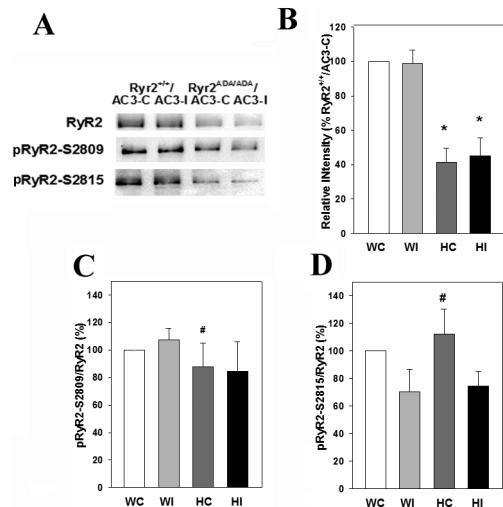 A
Ryr2+/+/ Ryr2ADA/ADA/
AC3-C AC3-I AC3-C AC3-I
RyR2
pRyR2-S2809
pRyR2-S2815
B
Relative INtensity (% RyR2+/+/AC3-C)
100
80
60
40
20
0
* *
WC WI HC HI
C
pRyR2-S2809/RyR2 (%)
140
120
100
80
60
40
20
0
#
WC WI HC HI
D
pRyR2-S2815/RyR2 (%)
140
120
100
80
60
40
20
0
#
WC WI HC HI